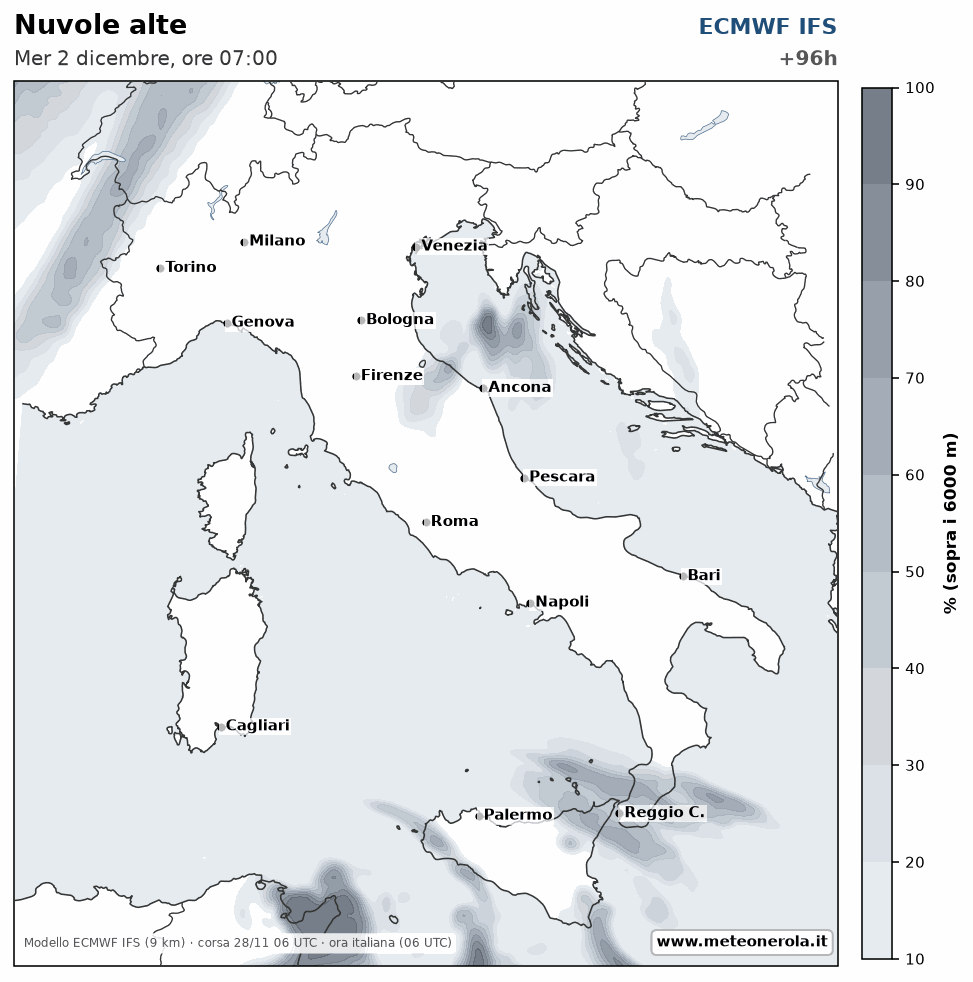 Nuvole alte
ECMWF IFS
Mer 2 dicembre, ore 07:00
+96h
Milano
Venezia
Torino
Genova
Bologna
Firenze
Ancona
Pescara
Roma
Bari
Napoli
Cagliari
Palermo
Reggio C.
Modello ECMWF IFS (9 km) · corsa 28/11 06 UTC · ora italiana (06 UTC)
www.meteonerola.it
100
90
80
70
60
50
40
30
20
10
% (sopra i 6000 m)